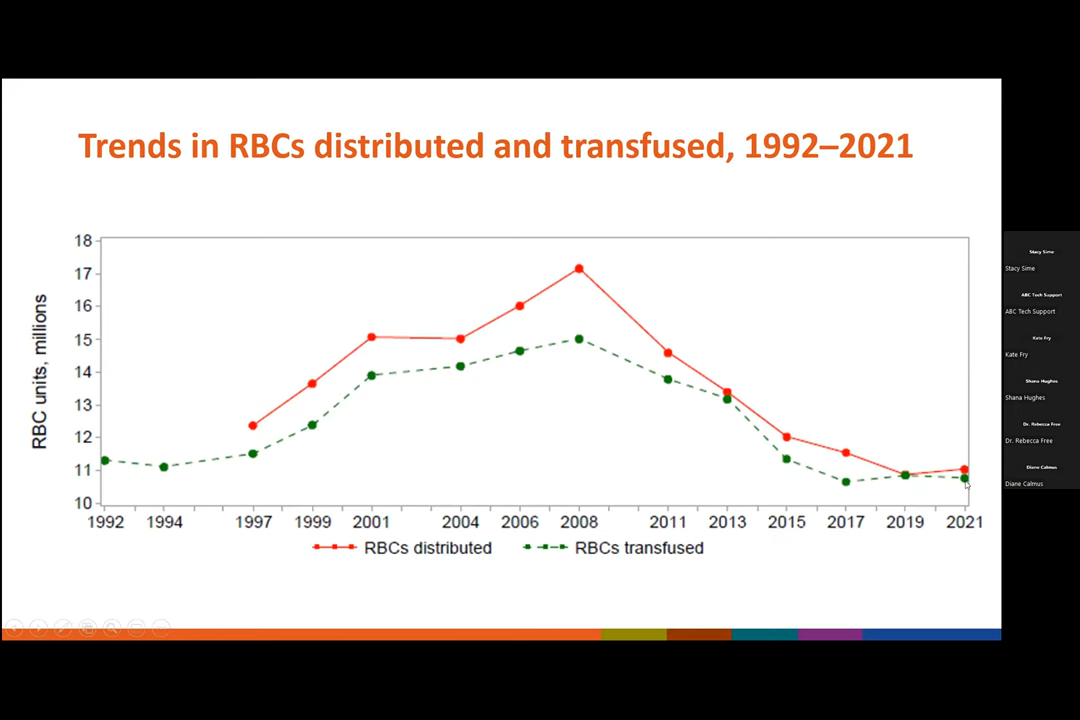 Trends in RBCs distributed and transfused, 1992–2021
RBC units, millions
18
17
16
15
14
13
12
11
10
1992 1994 1997 1999 2001 2004 2006 2008 2011 2013 2015 2017 2019 2021
RBCs distributed RBCs transfused
Stacy Sime
Stacy Sime
ABC Tech Support
ABC Tech Support
Kate Fry
Kate Fry
Shana Hughes
Shana Hughes
Dr. Rebecca Free
Dr. Rebecca Free
Diane Calmus
Diane Calmus